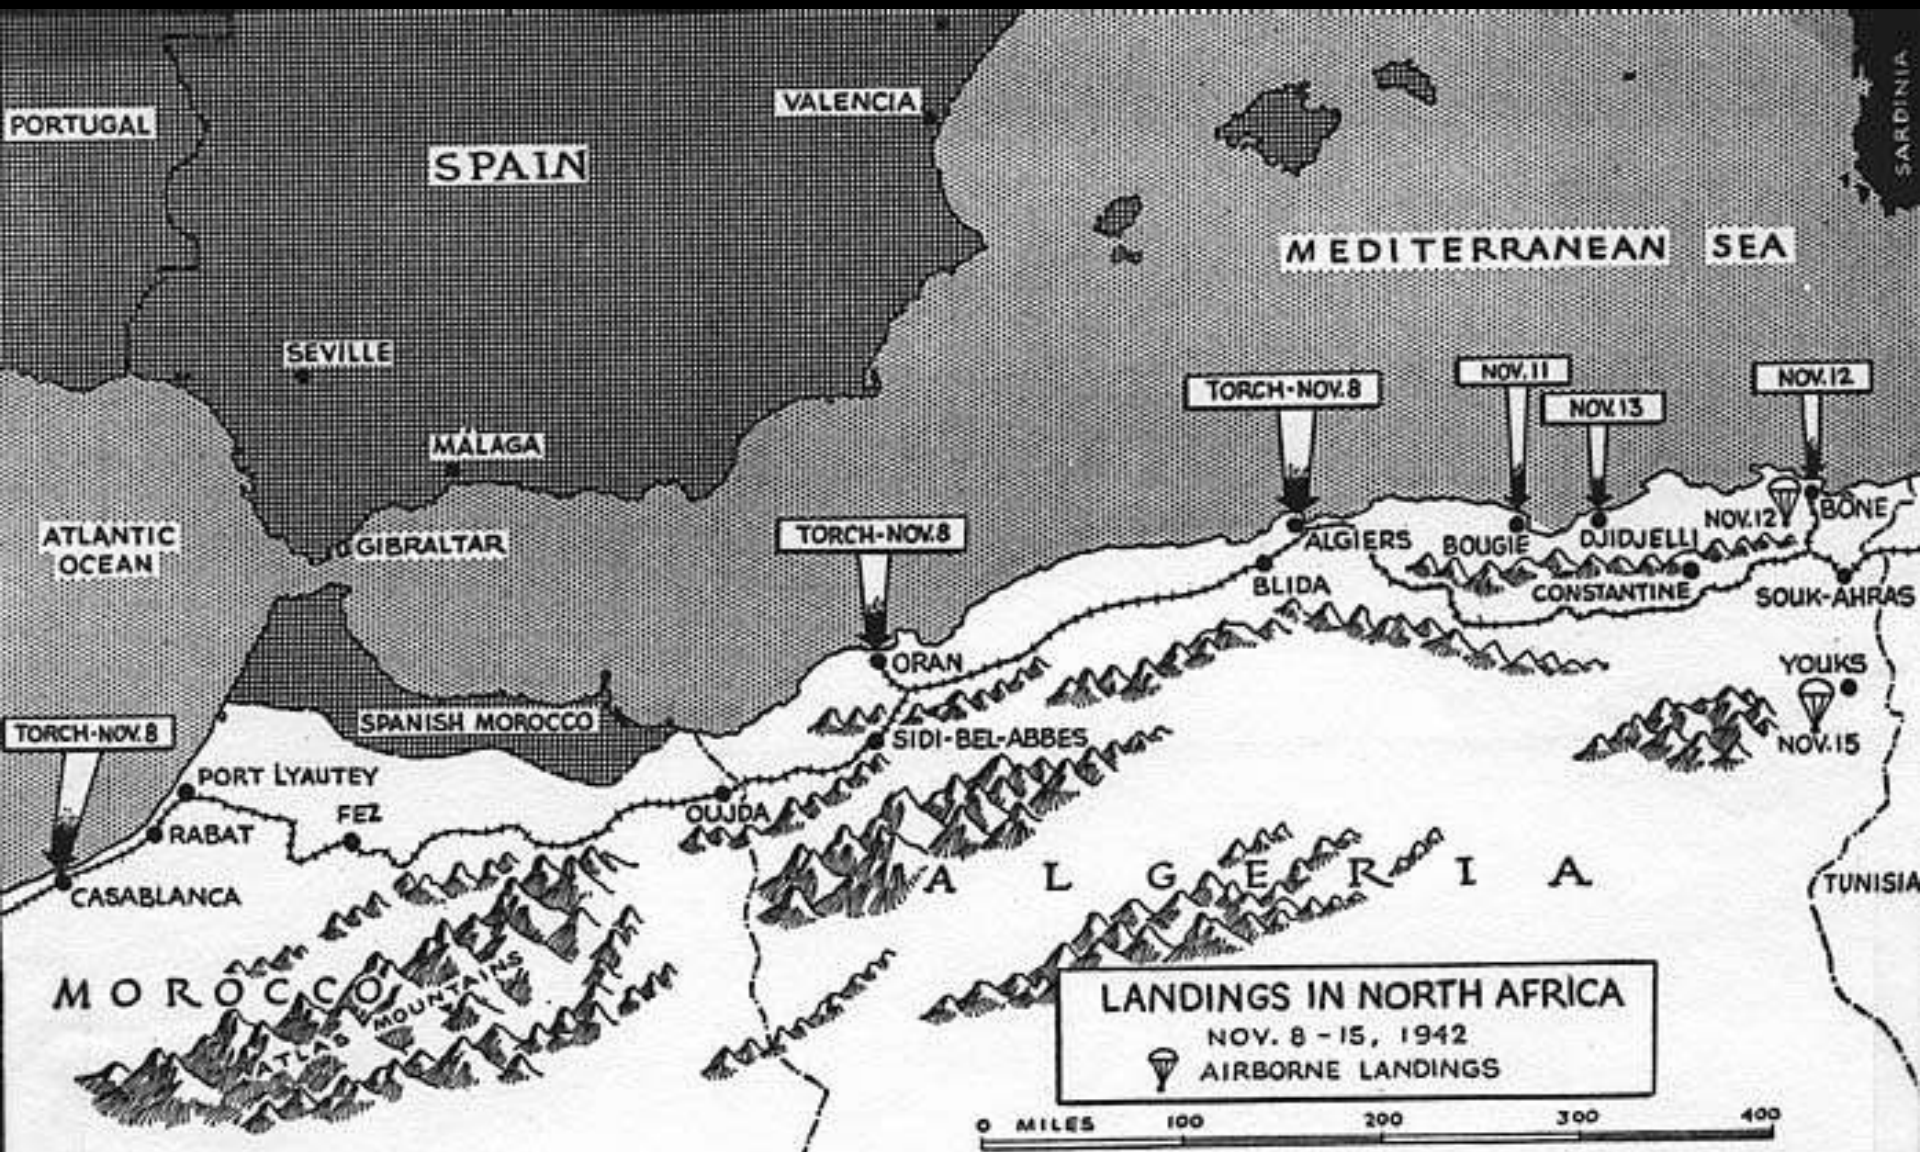 PORTUGAL
SPAIN
VALENCIA
SARDINIA
MEDITERRANEAN SEA
SEVILLE
MÁLAGA
ATLANTIC
OCEAN
GIBRALTAR
TORCH-NOV.8
NOV.11
NOV.13
NOV.12
TORCH-NOV.8
ALGIERS
BOUGIE
DJIDJELLI
NOV.12
BÔNE
BLIDA
CONSTANTINE
SOUK-AHRAS
ORAN
YOUKS
NOV.15
TORCH-NOV.8
SPANISH MOROCCO
SIDI-BEL-ABBES
PORT LYAUTEY
FEZ
OUJDA
RABAT
CASABLANCA
ALGERIA
TUNISIA
MOROCCO
ATLAS MOUNTAINS
LANDINGS IN NORTH AFRICA
NOV. 8 - 15, 1942
AIRBORNE LANDINGS
0 MILES 100 200 300 400